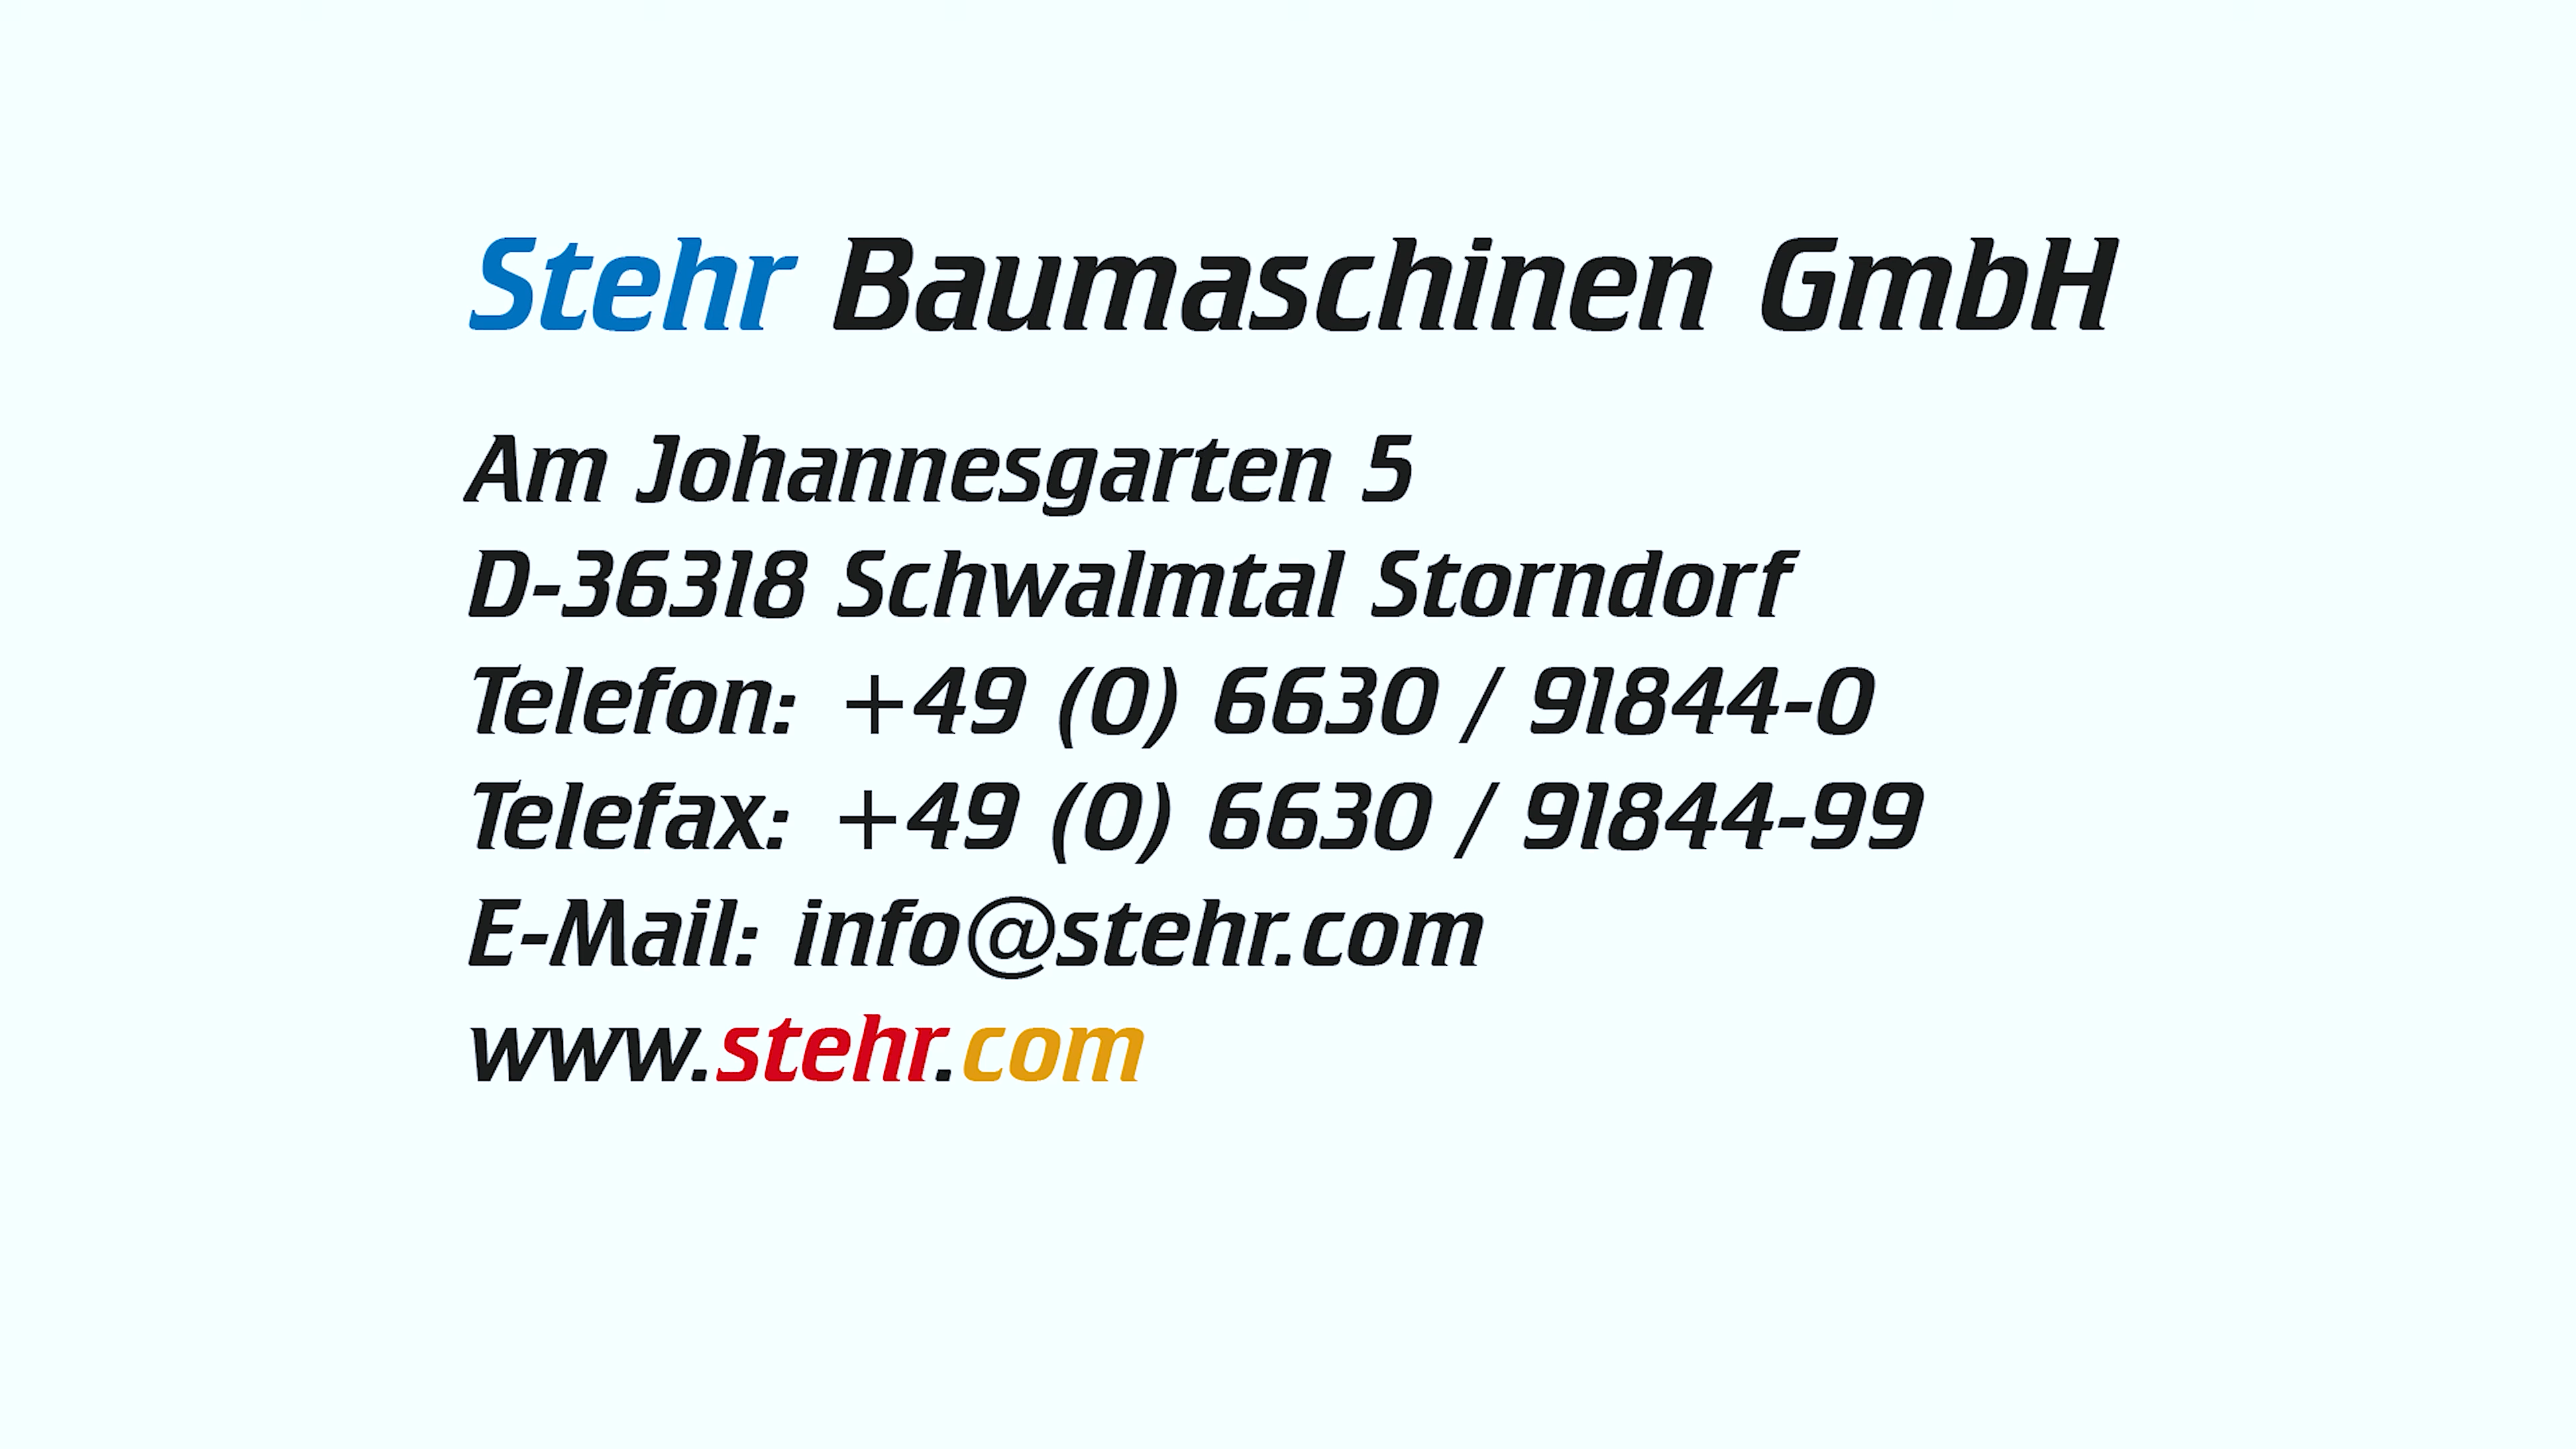 Stehr Baumaschinen GmbH
Am Johannesgarten 5
D-36318 Schwalmtal Storndorf
Telefon: +49 (0) 6630 / 91844-0
Telefax: +49 (0) 6630 / 91844-99
E-Mail: info@stehr.com
www.stehr.com